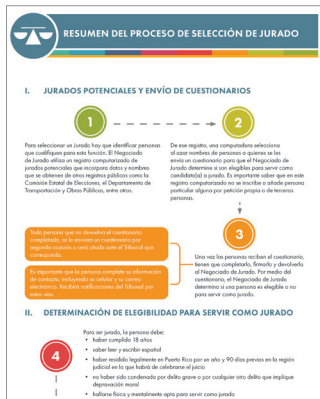 RESUMEN DEL PROCESO DE SELECCIÓN DE JURADO
I. JURADOS POTENCIALES Y ENVÍO DE CUESTIONARIOS
1
Para seleccionar un Jurado hay que identificar personas
que cualifiquen para esta función. El Negociado
de Jurado utiliza un registro computarizado de
jurados potenciales que incorpora datos y nombres
que se obtienen de otros registros públicos como la
Comisión Estatal de Elecciones, el Departamento de
Transportación y Obras Públicas, entre otros.
2
De ese registro, una computadora selecciona
al azar nombres de personas a quienes se les
envía un cuestionario para que el Negociado de
Jurado determine si son elegibles para servir como
candidato(a) a jurado. Es importante saber que en este
registro computarizado no se inscribe o añade persona
particular alguna por petición propia o de terceras
personas.
3
Una vez las personas reciben el cuestionario,
tienen que completarlo, firmarlo y devolverlo
al Negociado de Jurado. Por medio del
cuestionario, el Negociado de Jurado
determina si una persona es elegible o no
para servir como jurado.
Toda persona que no devolvió el cuestionario
completado, se le enviará un cuestionario por
segunda ocasión o será citada ante el Tribunal que
corresponda.
Es importante que la persona complete su información
de contacto, incluyendo su celular y su correo
electrónico. Recibirá notificaciones del Tribunal por
estas vías.
II. DETERMINACIÓN DE ELEGIBILIDAD PARA SERVIR COMO JURADO
4
Para ser jurado, la persona debe:
• haber cumplido 18 años
• saber leer y escribir español
• haber residido legalmente en Puerto Rico por un año y 90 días previos en la región
judicial en la que habrá de celebrarse el juicio
• no haber sido condenada por delito grave o por cualquier otro delito que implique
depravación moral
• hallarse física y mentalmente apta para servir como jurado